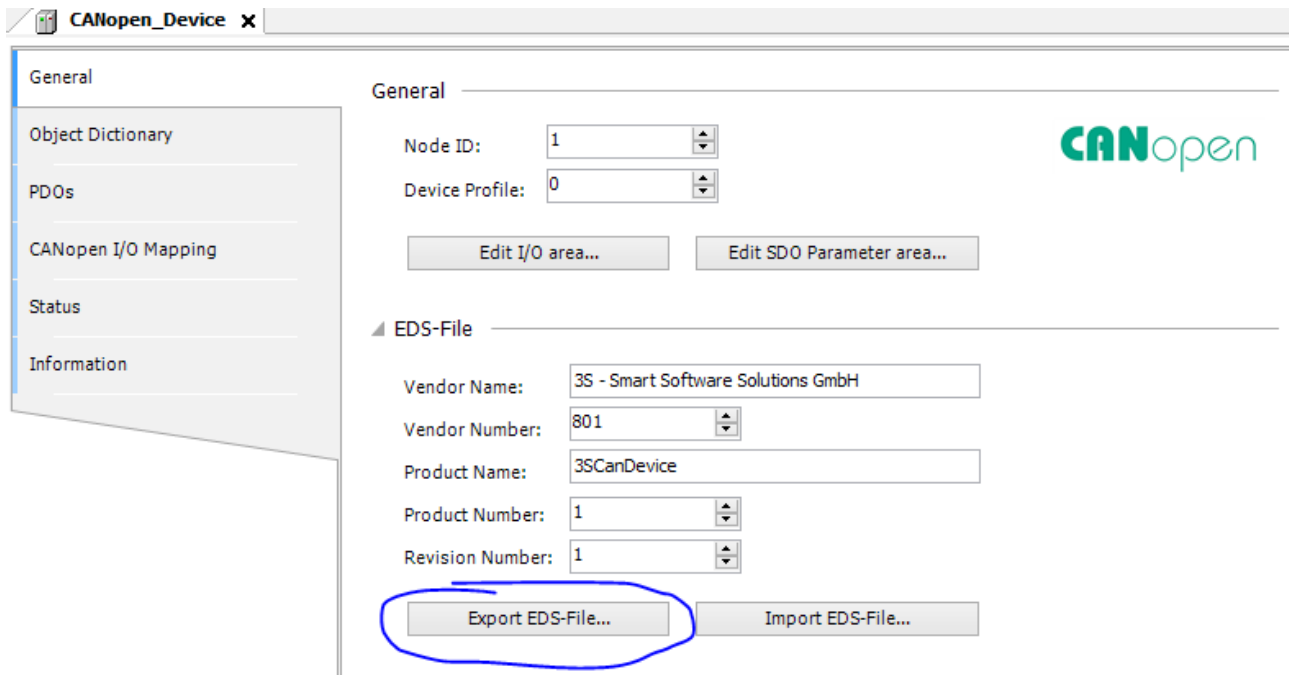 CANopen_Device x
General
Object Dictionary
PDOs
CANopen I/O Mapping
Status
Information
General
CANopen
Node ID: 1
Device Profile: 0
Edit I/O area... Edit SDO Parameter area...
EDS-File
Vendor Name: 3S - Smart Software Solutions GmbH
Vendor Number: 801
Product Name: 3SCanDevice
Product Number: 1
Revision Number: 1
Export EDS-File... Import EDS-File...